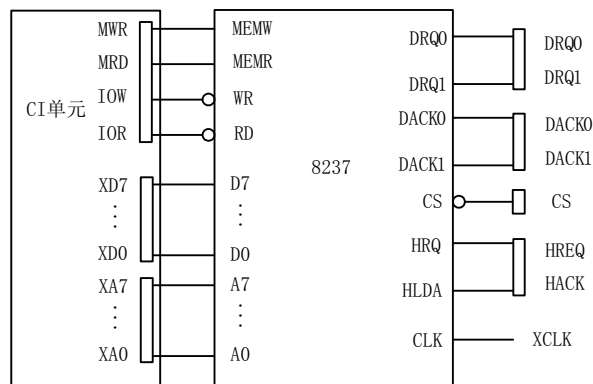 MWR MEMW
MRD MEMR
IOW WR
IOR RD
CI单元
XD7 D7
⋮ ⋮
XD0 D0
XA7 A7
⋮ ⋮
XA0 A0
8237
DRQ0 DRQ0
DRQ1 DRQ1
DACK0 DACK0
DACK1 DACK1
CS CS
HRQ HREQ
HLDA HACK
CLK XCLK